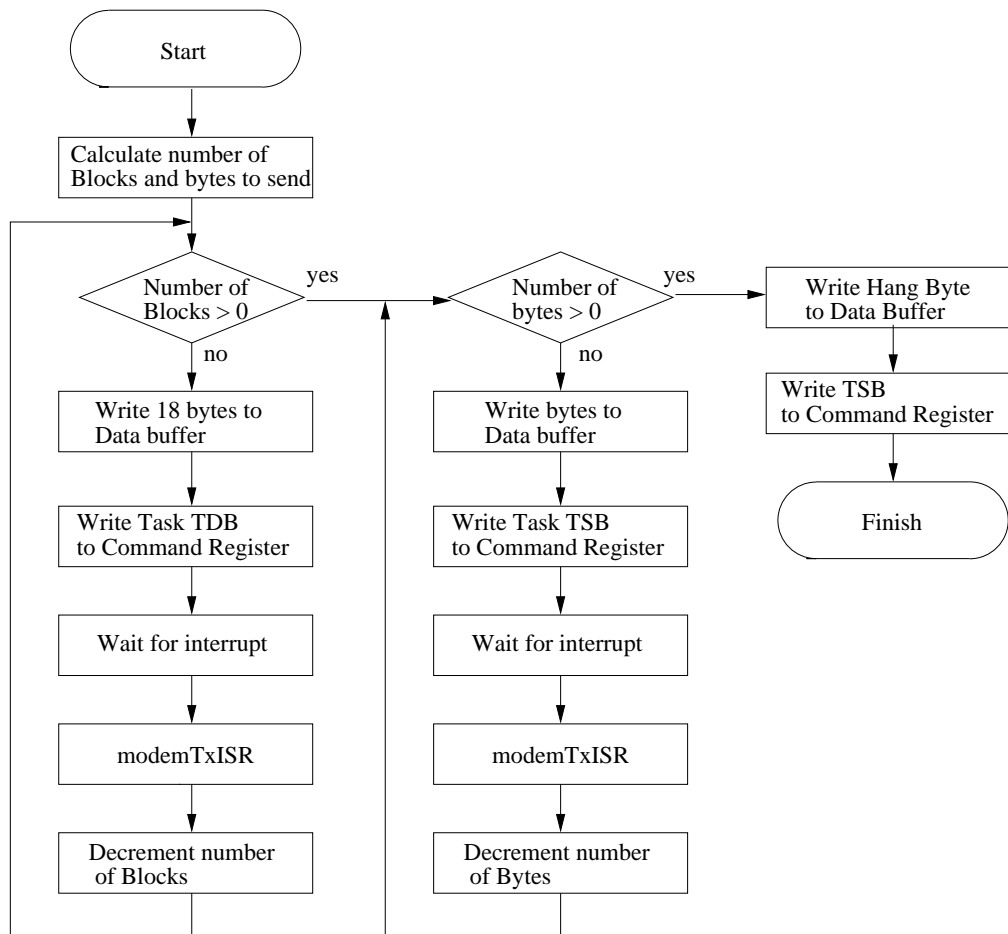 Start
Calculate number of
Blocks and bytes to send
Number of
Blocks > 0
yes
no
Write 18 bytes to
Data buffer
Write Task TDB
to Command Register
Wait for interrupt
modemTxISR
Decrement number
of Blocks
Number of
bytes > 0
yes
no
Write bytes to
Data buffer
Write Task TSB
to Command Register
Wait for interrupt
modemTxISR
Decrement number
of Bytes
Write Hang Byte
to Data Buffer
Write TSB
to Command Register
Finish